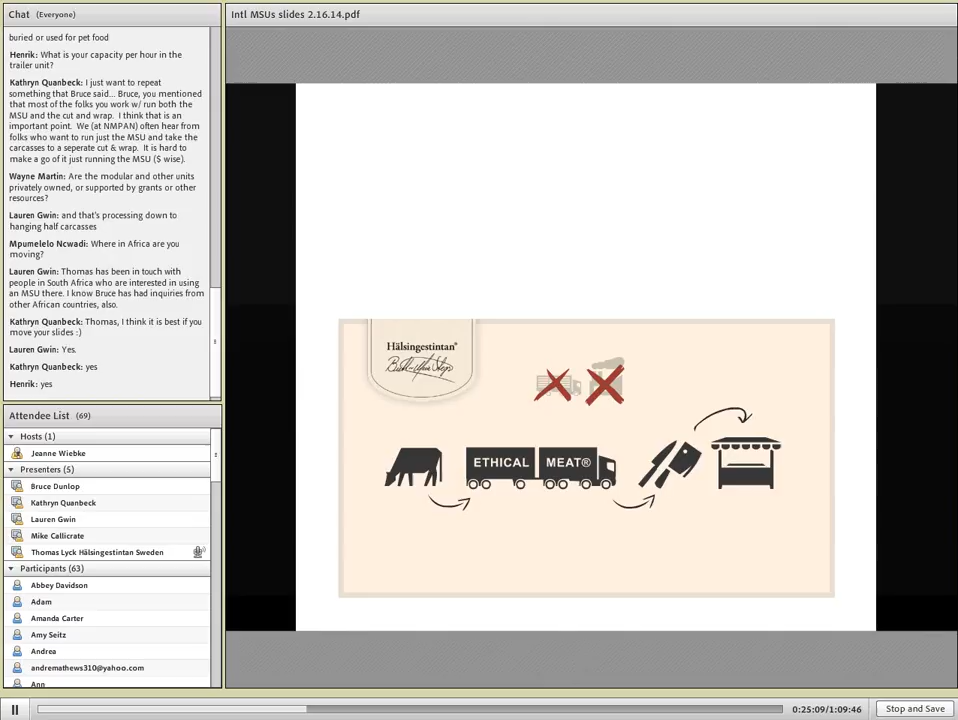 Chat (Everyone)
buried or used for pet food
Henrik: What is your capacity per hour in the
trailer unit?
Kathryn Quanbeck: I just want to repeat
something that Bruce said... Bruce, you mentioned
that most of the folks you work w/ run both the
MSU and the cut and wrap.  I think that is an
important point.  We (at NMPAN) often hear from
folks who want to run just the MSU and take the
carcasses to a seperate cut & wrap.  It is hard to
make a go of it just running the MSU ($ wise).
Wayne Martin: Are the modular and other units
privately owned, or supported by grants or other
resources?
Lauren Gwin: and that's processing down to
hanging half carcasses
Mpumelelo Ncwadi: Where in Africa are you
moving?
Lauren Gwin: Thomas has been in touch with
people in South Africa who are interested in using
an MSU there. I know Bruce has had inquiries from
other African countries, also.
Kathryn Quanbeck: Thomas, I think it is best if you
move your slides :)
Lauren Gwin: Yes.
Kathryn Quanbeck: yes
Henrik: yes
Attendee List (69)
Hosts (1)
Jeanne Wiebke
Presenters (5)
Bruce Dunlop
Kathryn Quanbeck
Lauren Gwin
Mike Callicrate
Thomas Lyck Hälsingestintan Sweden
Participants (63)
Abbey Davidson
Adam
Amanda Carter
Amy Seitz
Andrea
andremathews310@yahoo.com
Ann
Intl MSUs slides 2.16.14.pdf
Hälsingestintan®
ETHICAL MEAT®
0:25:09/1:09:46
Stop and Save